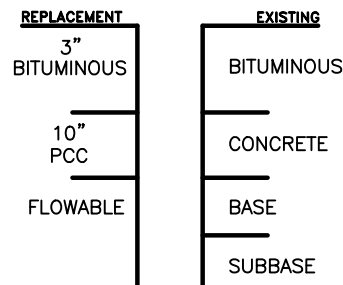 REPLACEMENT
3"
BITUMINOUS
10"
PCC
FLOWABLE
EXISTING
BITUMINOUS
CONCRETE
BASE
SUBBASE